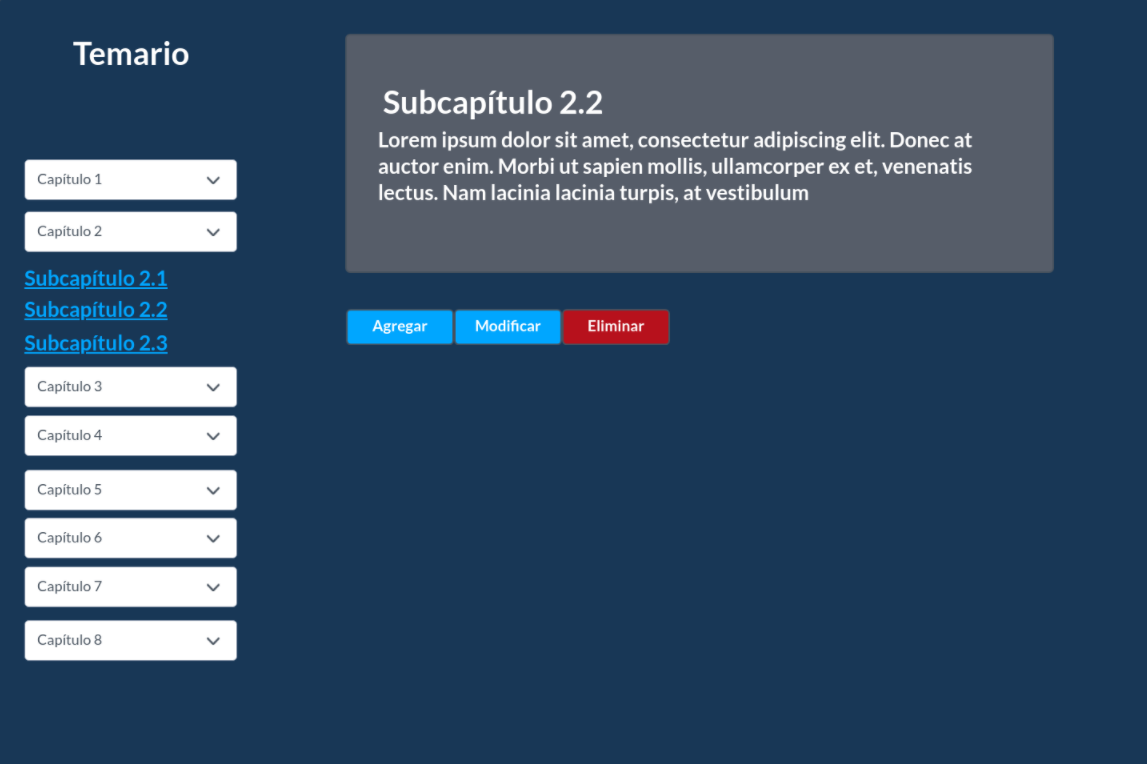 Temario
Capítulo 1
Capítulo 2
Subcapítulo 2.1
Subcapítulo 2.2
Subcapítulo 2.3
Capítulo 3
Capítulo 4
Capítulo 5
Capítulo 6
Capítulo 7
Capítulo 8
Subcapítulo 2.2
Lorem ipsum dolor sit amet, consectetur adipiscing elit. Donec at
auctor enim. Morbi ut sapien mollis, ullamcorper ex et, venenatis
lectus. Nam lacinia lacinia turpis, at vestibulum
Agregar Modificar Eliminar